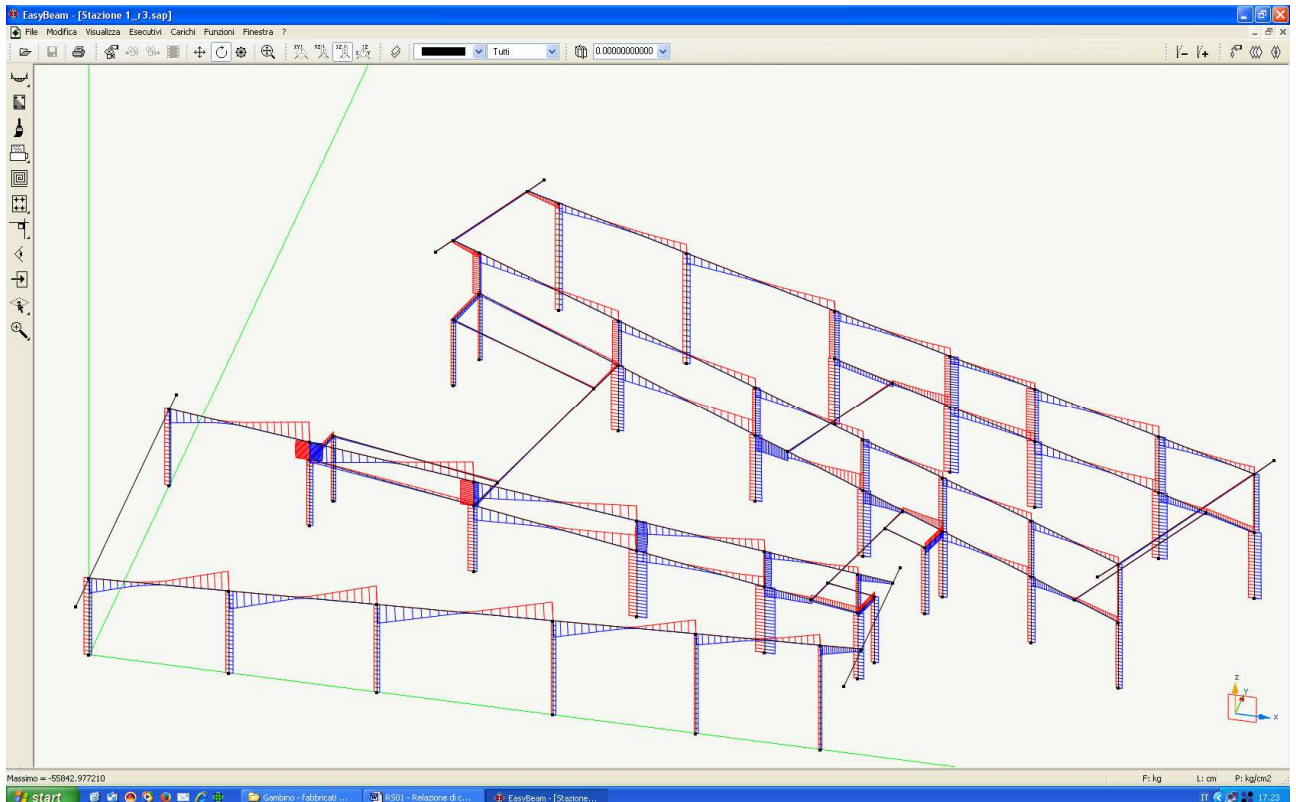 EasyBeam - [Stazione 1_r3.sap]
File Modifica Visualizza Esecutivi Carichi Funzioni Finestra ?
Tutti 0.00000000000
z
y
x
Massimo = -55842.977210 F: kg L: cm P: kg/cm2
start Gambino - fabbricati ... RS01 - Relazione di c... EasyBeam - [Stazione... IT 17.23